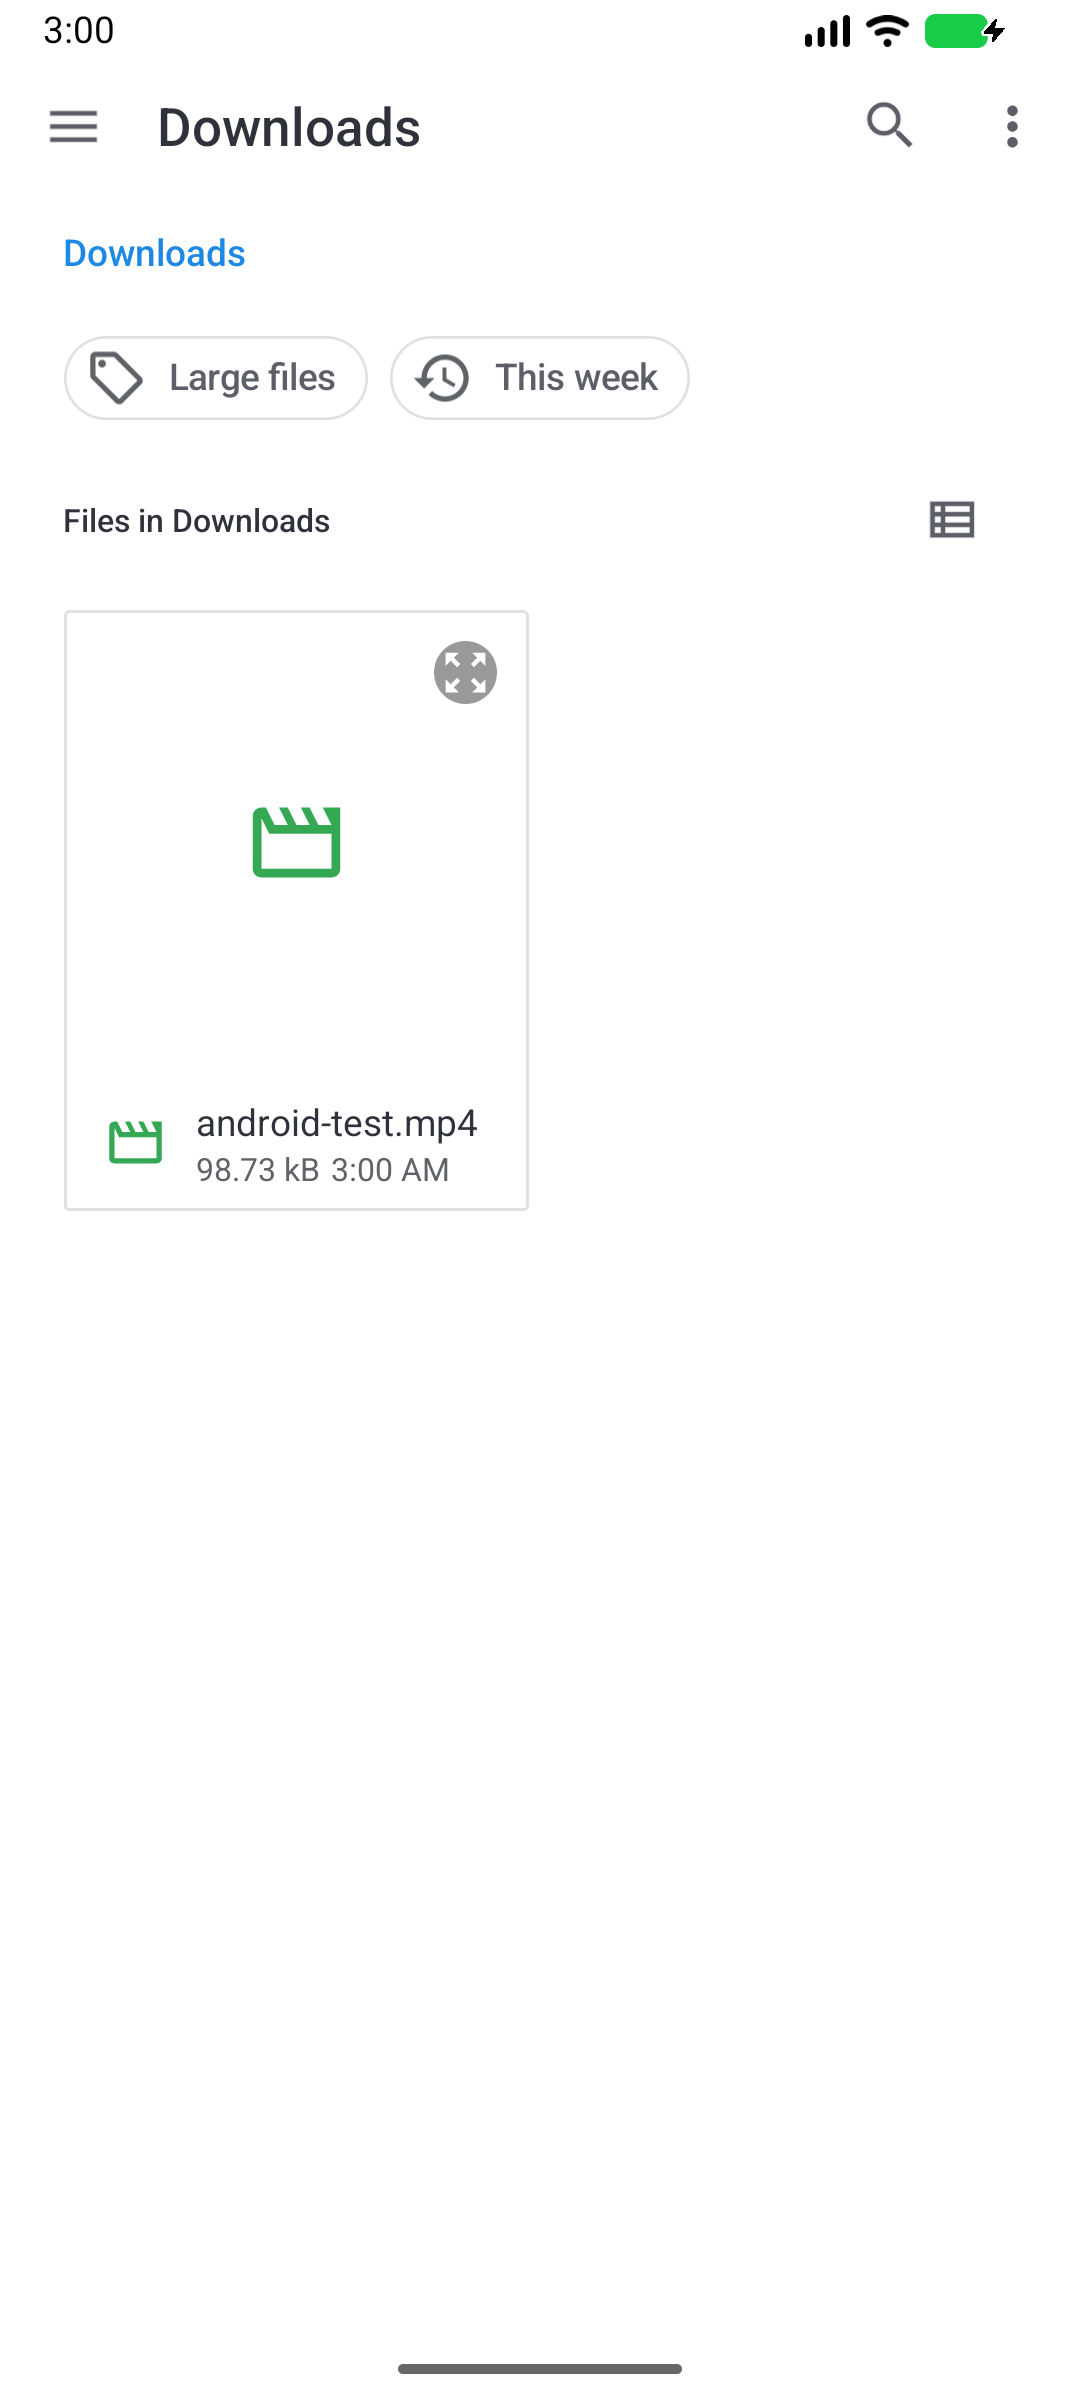 3:00
Downloads
Downloads
Large files
This week
Files in Downloads
android-test.mp4
98.73 kB 3:00 AM